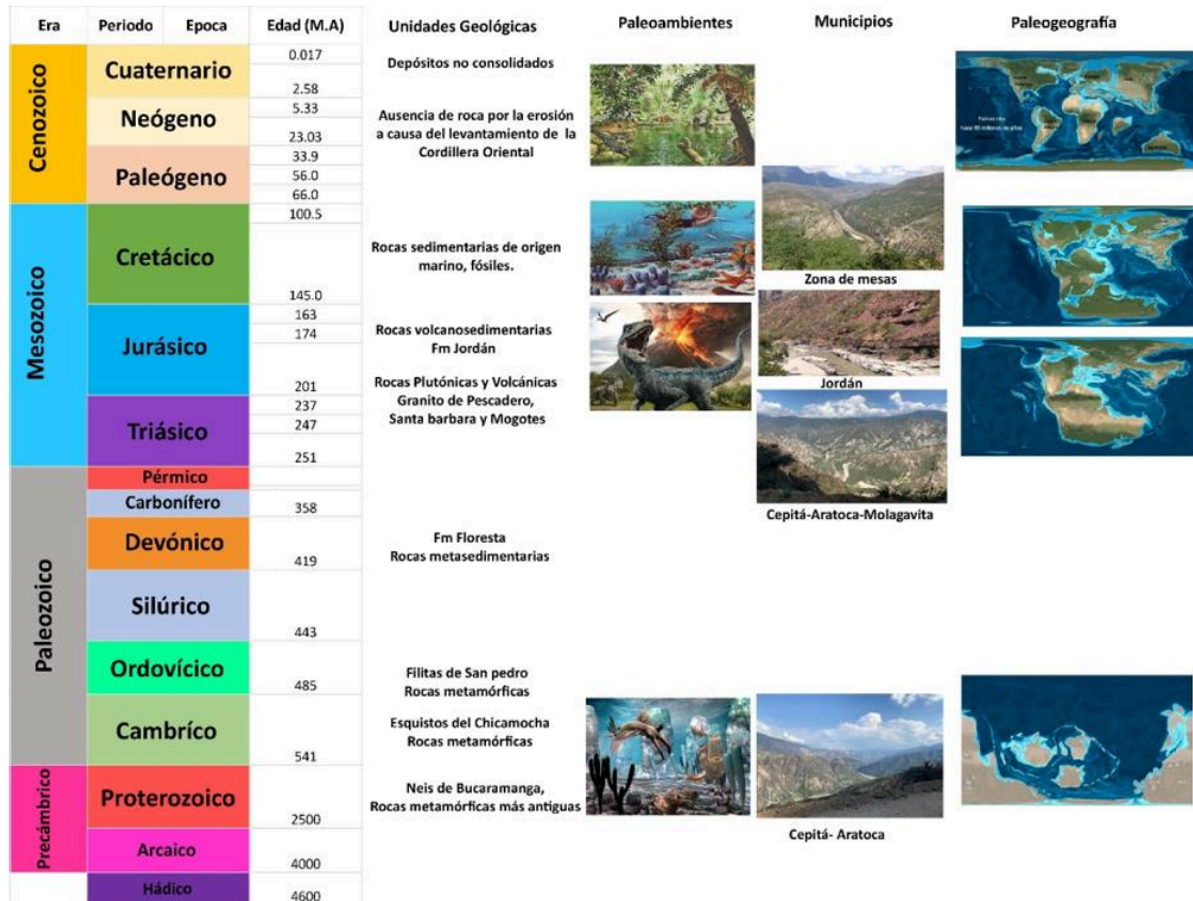 Era
Periodo
Epoca
Edad (M.A)
Unidades Geológicas
Paleoambientes
Municipios
Paleogeografía
Cenozoico
Cuaternario
0.017
2.58
Depósitos no consolidados
Neógeno
5.33
23.03
Ausencia de roca por la erosión
a causa del levantamiento de la
Cordillera Oriental
Paleógeno
33.9
56.0
66.0
Mesozoico
Cretácico
100.5
145.0
Rocas sedimentarias de origen
marino, fósiles.
Zona de mesas
Jurásico
163
174
201
Rocas volcanosedimentarias
Fm Jordán
Jordán
Rocas Plutónicas y Volcánicas
Granito de Pescadero,
Santa barbara y Mogotes
Triásico
237
247
251
Cepitá-Aratoca-Molagavita
Paleozoico
Pérmico
Carbonífero
358
Devónico
419
Fm Floresta
Rocas metasedimentarias
Silúrico
443
Ordovícico
485
Filitas de San pedro
Rocas metamórficas
Cambríco
541
Esquistos del Chicamocha
Rocas metamórficas
Precámbrico
Proterozoico
2500
Neis de Bucaramanga,
Rocas metamórficas más antiguas
Cepitá- Aratoca
Arcaico
4000
Hádico
4600